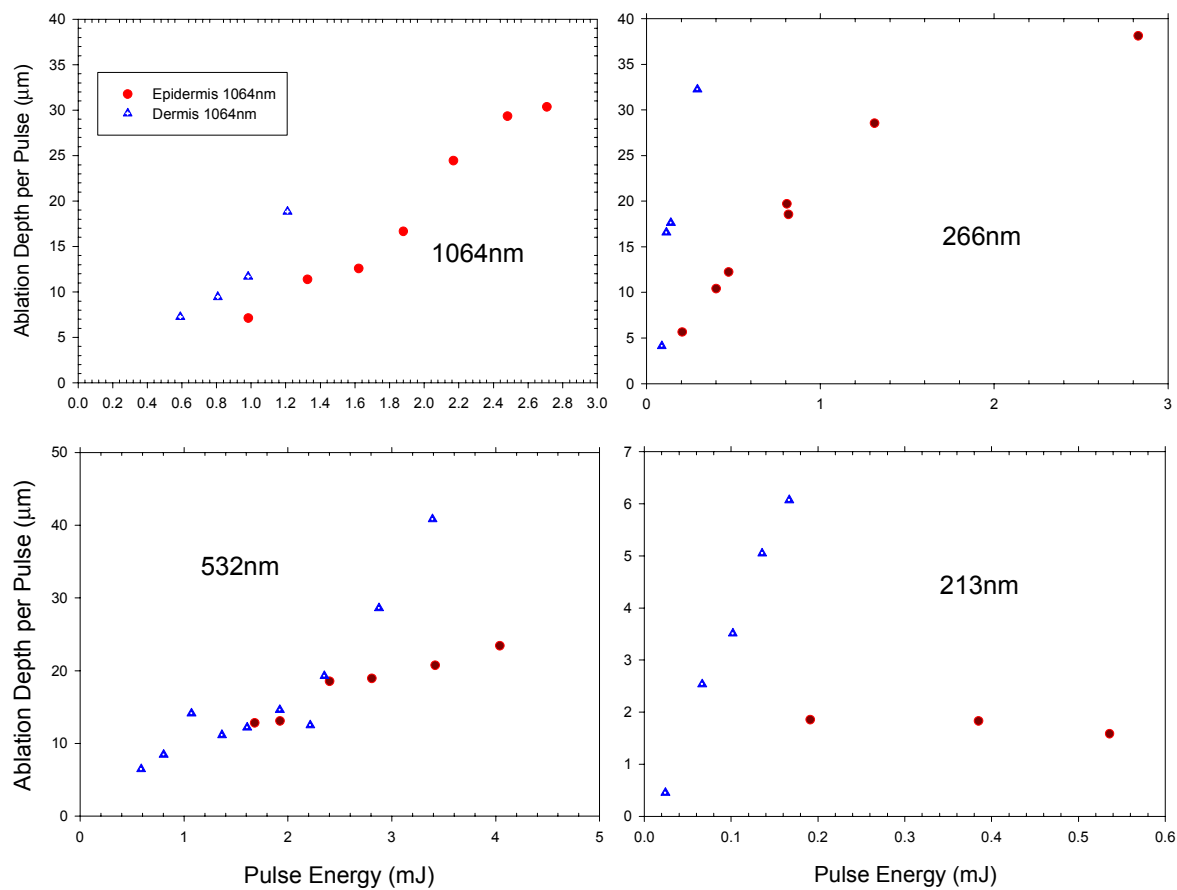 40
35
30
25
20
15
10
5
0
Ablation Depth per Pulse (μm)
Epidermis 1064nm
Dermis 1064nm
1064nm
0.0 0.2 0.4 0.6 0.8 1.0 1.2 1.4 1.6 1.8 2.0 2.2 2.4 2.6 2.8 3.0
40
35
30
25
20
15
10
5
0
266nm
0 1 2 3
50
40
30
20
10
0
Ablation Depth per Pulse (μm)
532nm
0 1 2 3 4 5
Pulse Energy (mJ)
7
6
5
4
3
2
1
0
213nm
0.0 0.1 0.2 0.3 0.4 0.5 0.6
Pulse Energy (mJ)